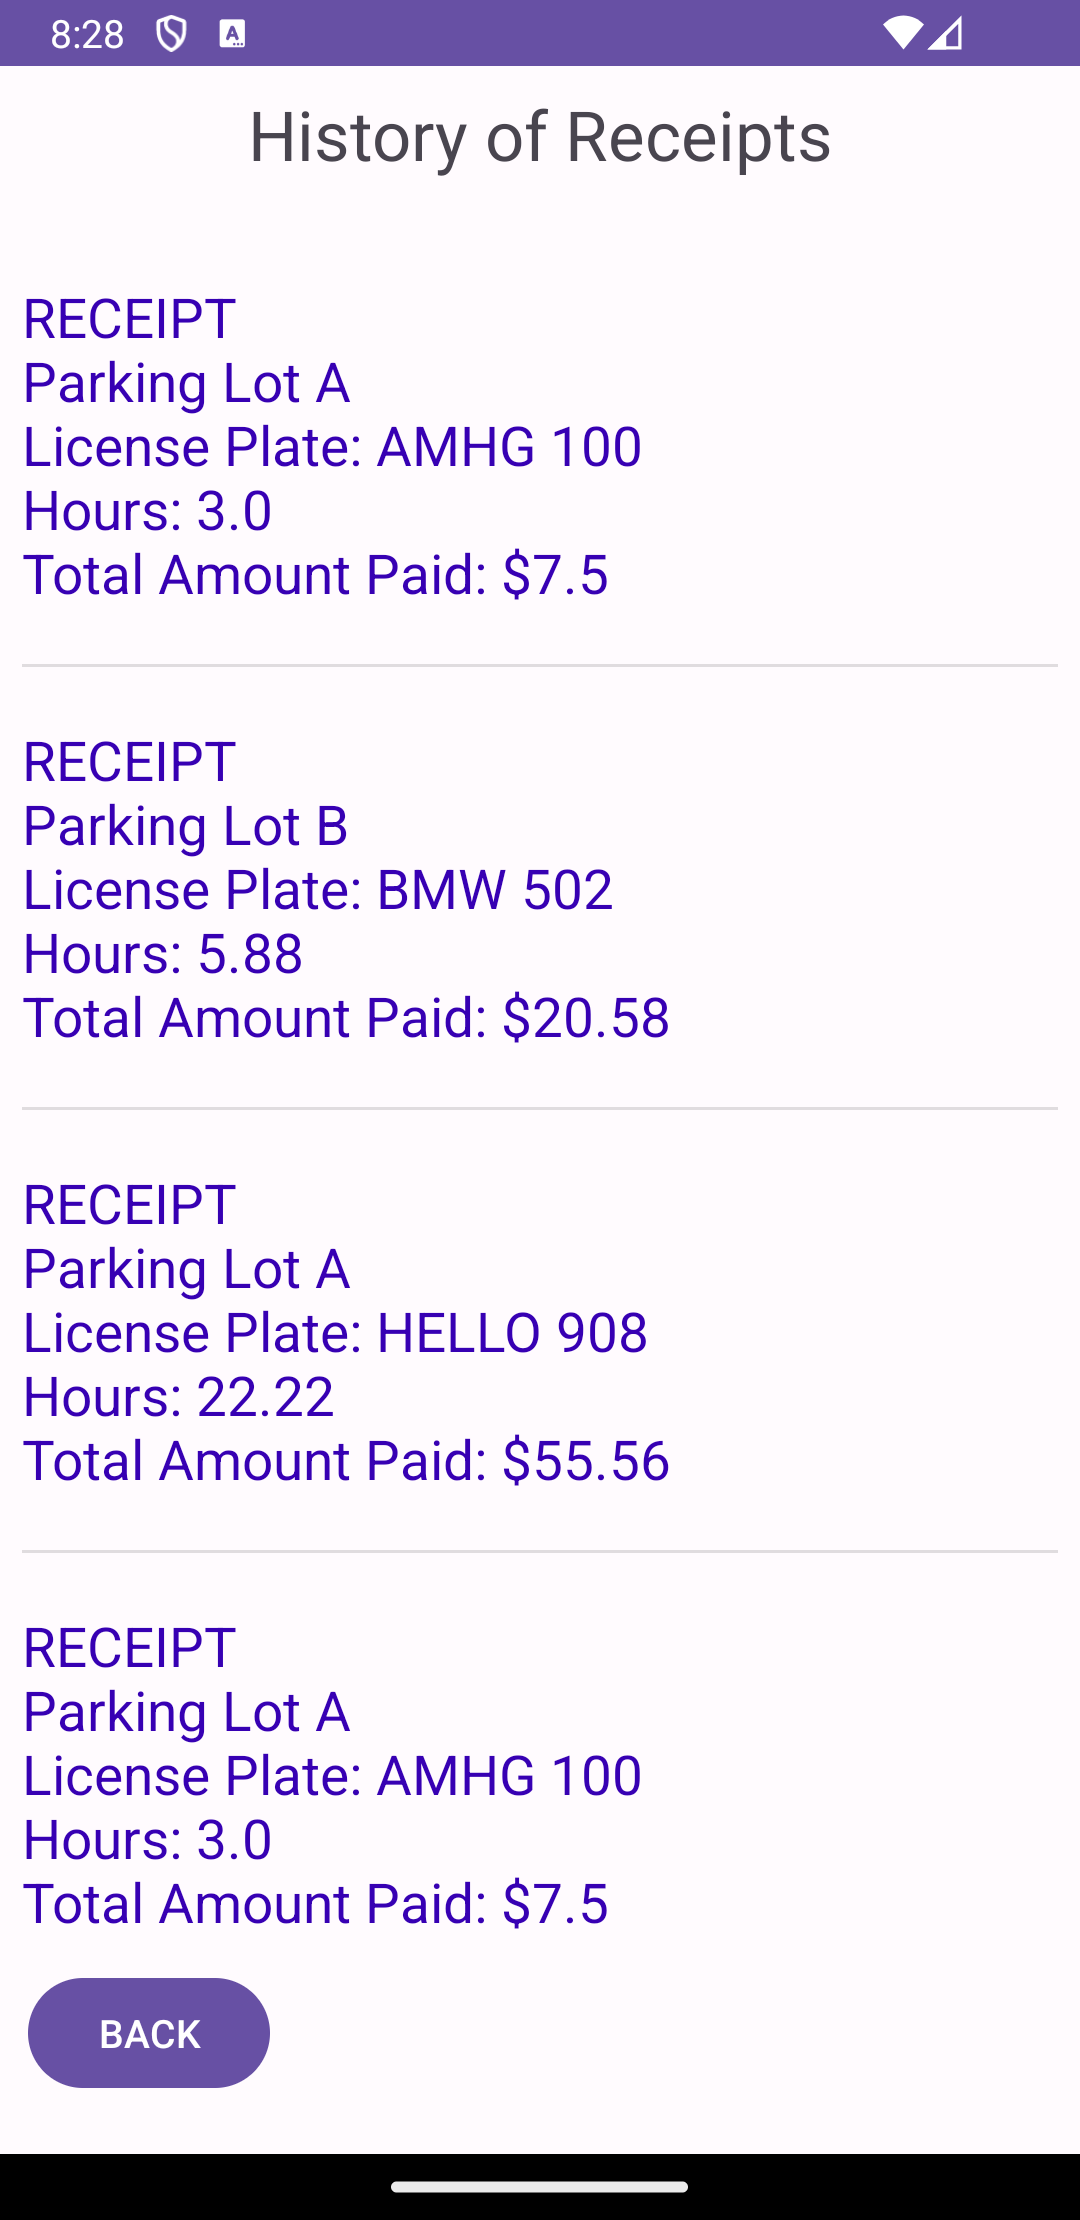 8:28
History of Receipts
RECEIPT
Parking Lot A
License Plate: AMHG 100
Hours: 3.0
Total Amount Paid: $7.5
RECEIPT
Parking Lot B
License Plate: BMW 502
Hours: 5.88
Total Amount Paid: $20.58
RECEIPT
Parking Lot A
License Plate: HELLO 908
Hours: 22.22
Total Amount Paid: $55.56
RECEIPT
Parking Lot A
License Plate: AMHG 100
Hours: 3.0
Total Amount Paid: $7.5
BACK